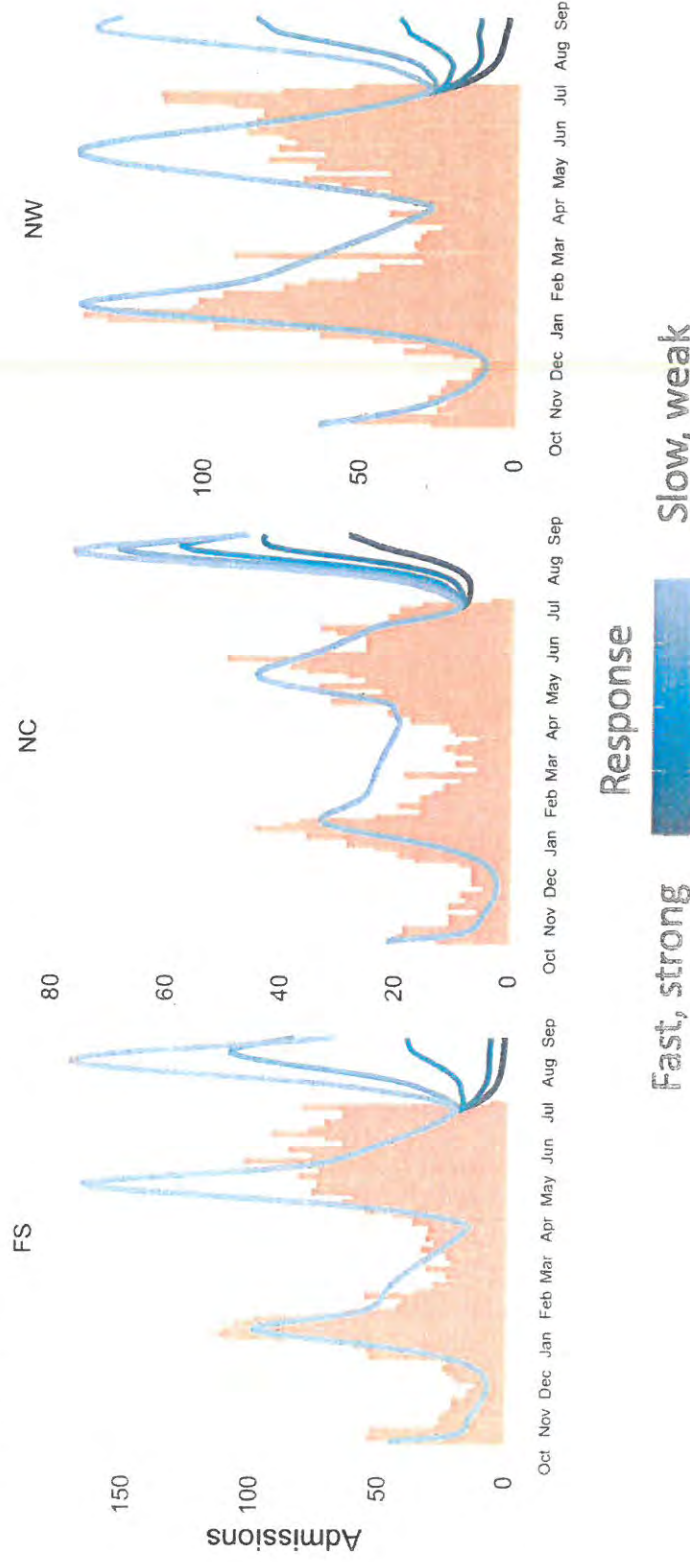 FS
Admissions
150
100
50
0
Oct Nov Dec Jan Feb Mar Apr May Jun Jul Aug Sep
NC
80
60
40
20
0
Oct Nov Dec Jan Feb Mar Apr May Jun Jul Aug Sep
NW
100
50
0
Oct Nov Dec Jan Feb Mar Apr May Jun Jul Aug Sep
Response
Fast, strong
Slow, weak